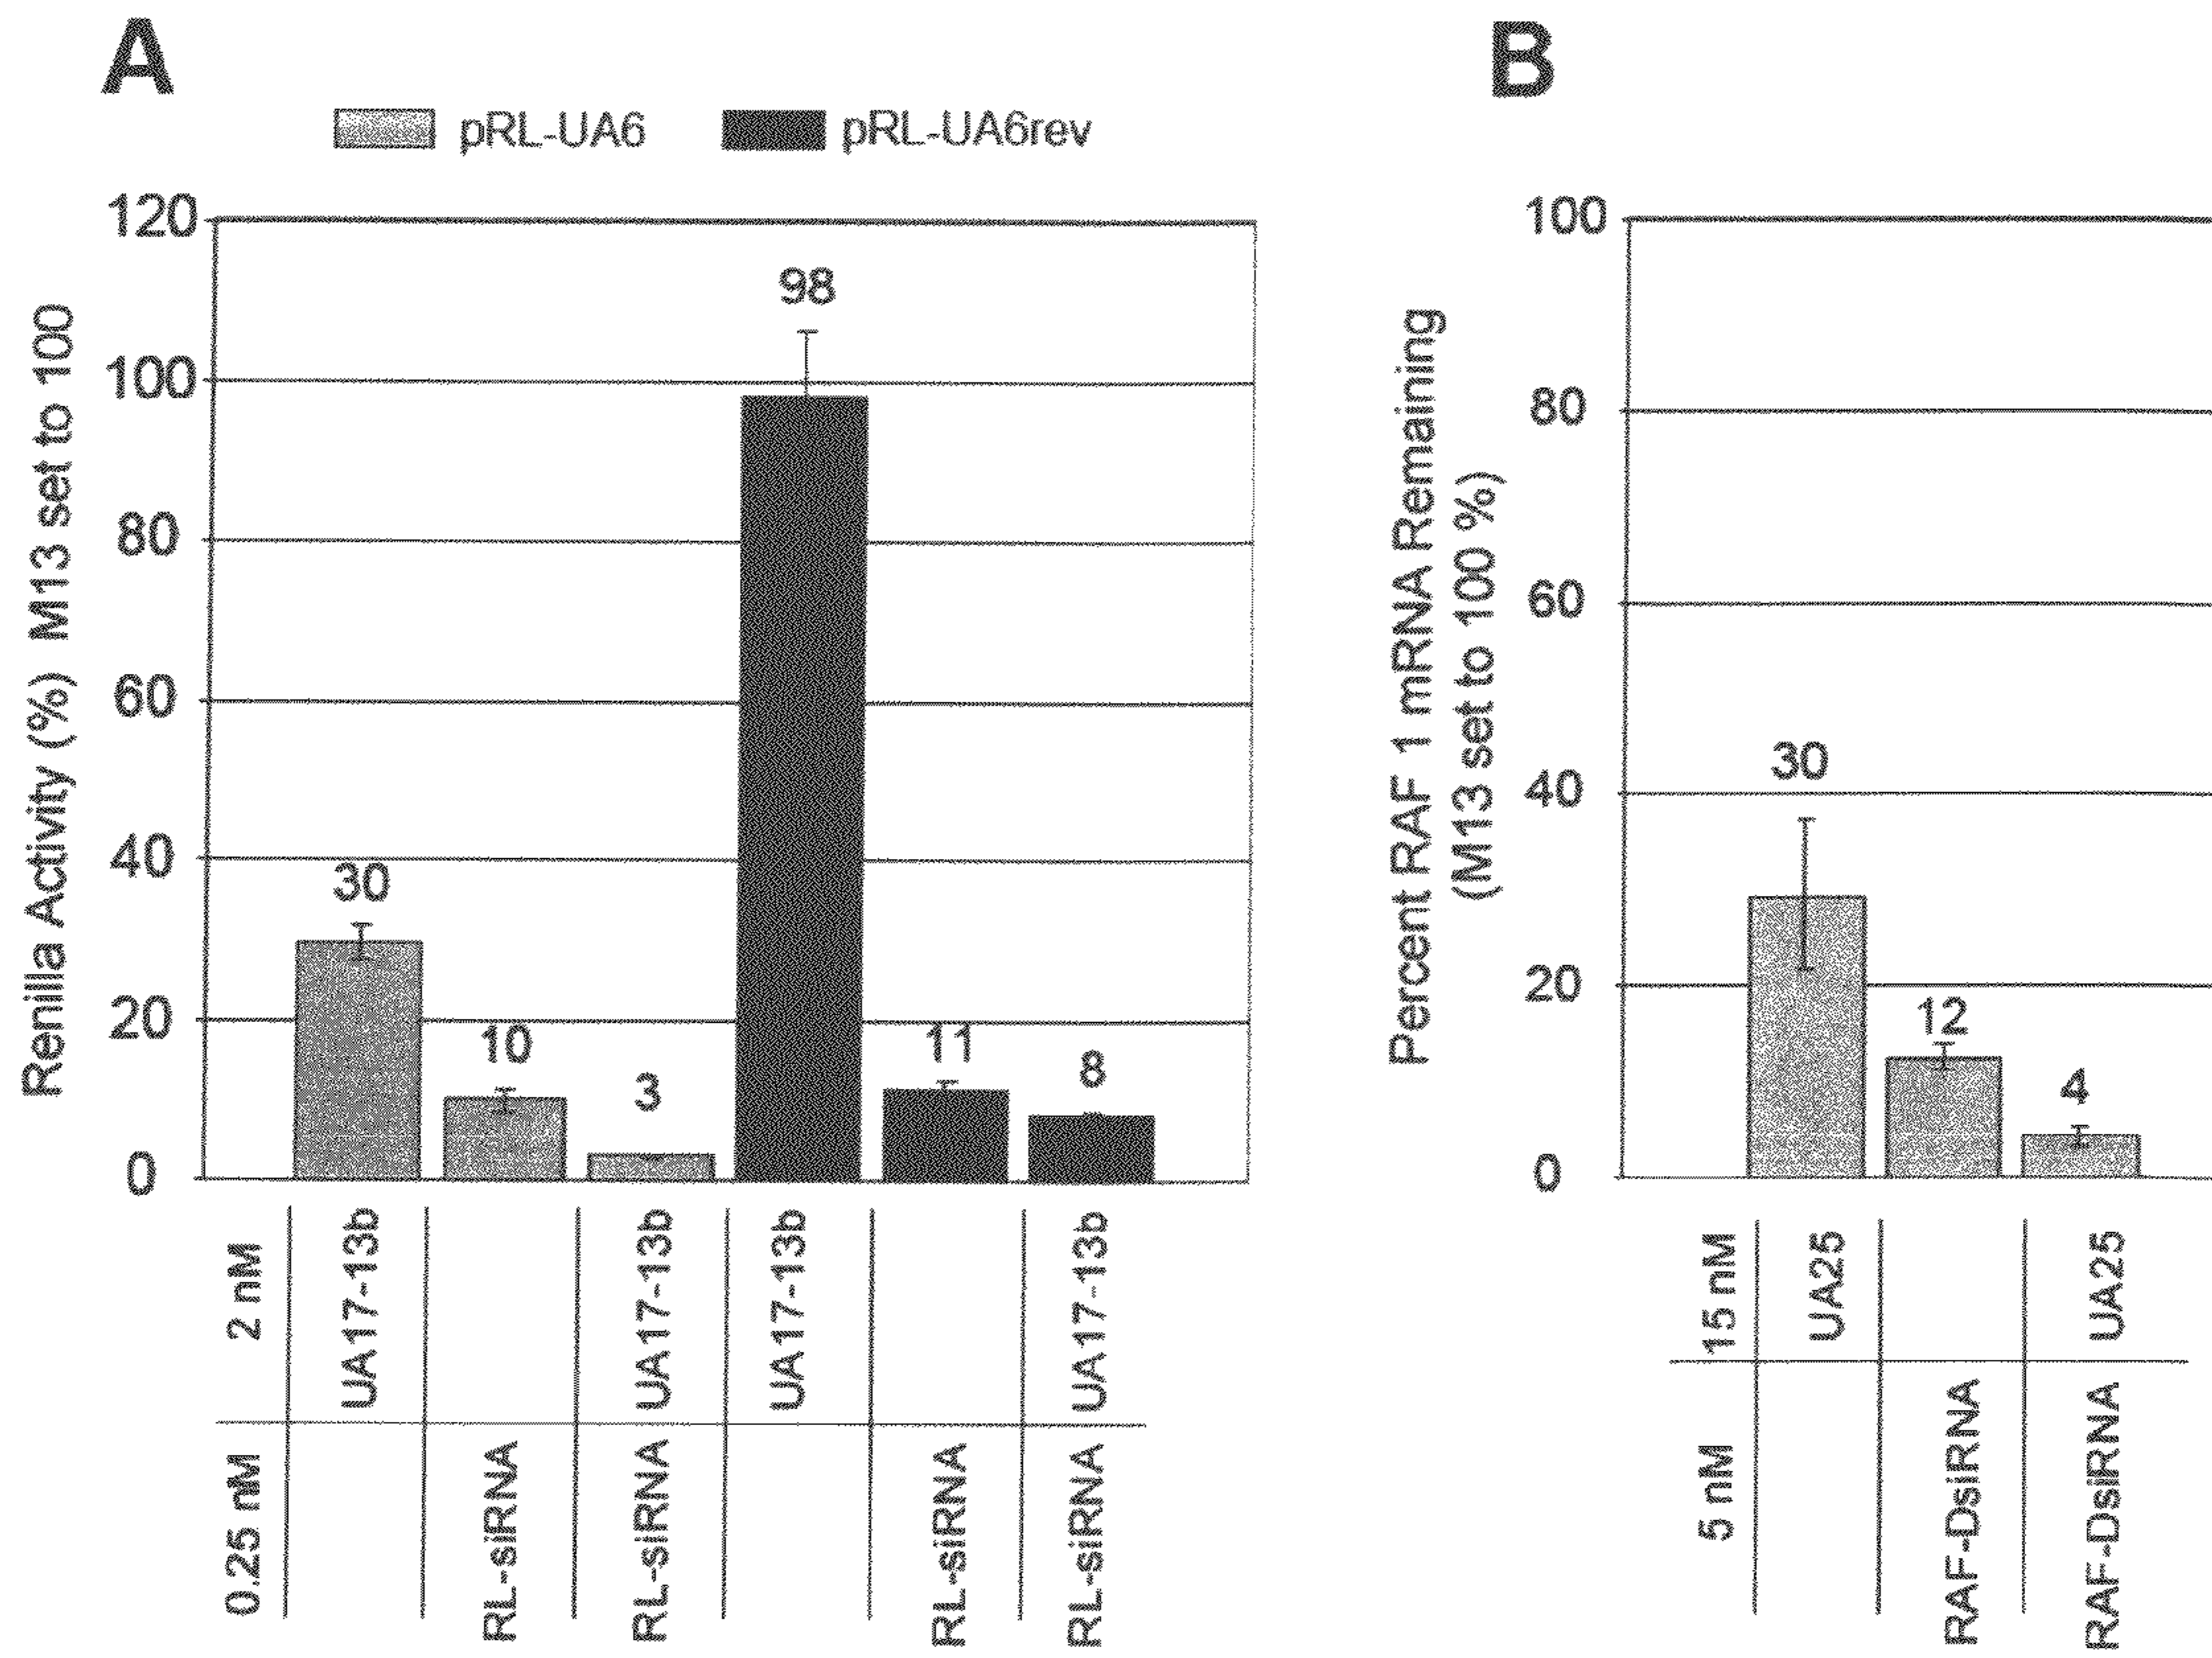 A
pRL-UA6 pRL-UA6rev
Renilla Activity (%) M13 set to 100
120
100
80
60
40
20
0
30
10
3
98
11
8
2 nM UA17-13b UA17-13b UA17-13b UA17-13b
0.25 nM RL-siRNA RL-siRNA RL-siRNA RL-siRNA
B
Percent RAF 1 mRNA Remaining
(M13 set to 100 %)
100
80
60
40
20
0
30
12
4
15 nM UA25 UA25
5 nM RAF-DsiRNA RAF-DsiRNA